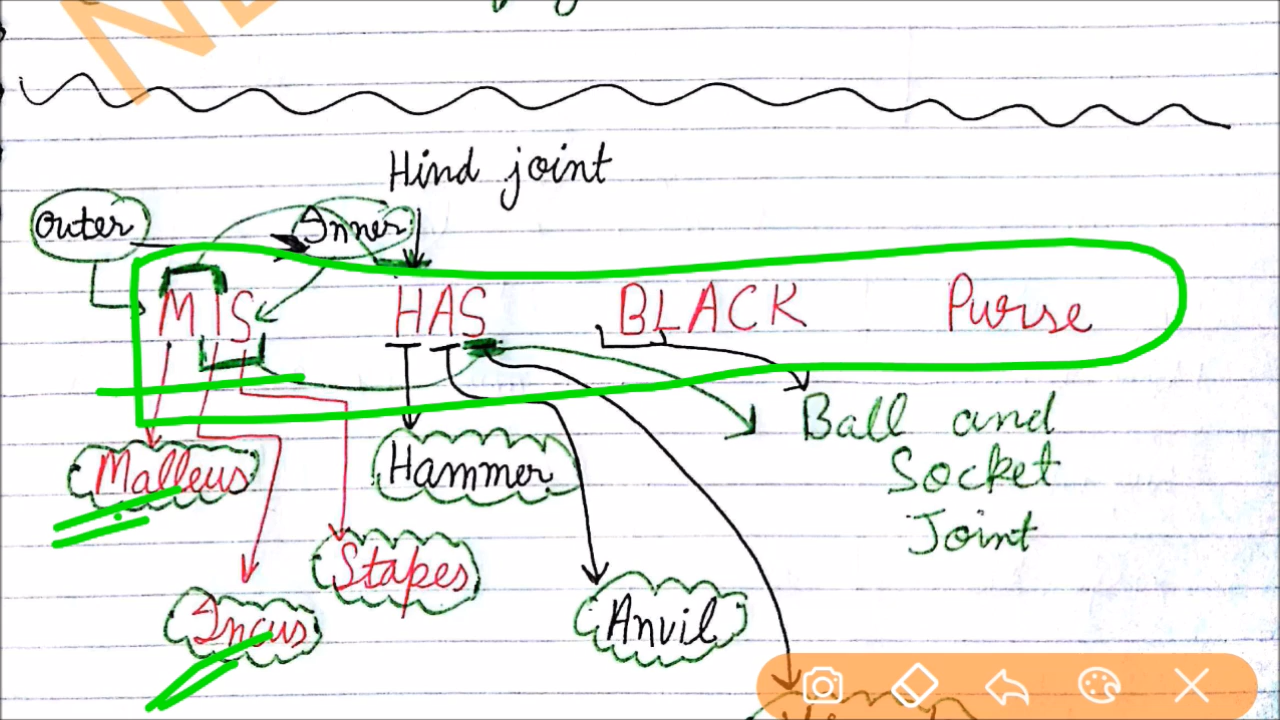 Hind joint
Outer
Inner
MIS HAS BLACK Purse
Ball and
Socket
Joint
Malleus
Hammer
Stapes
Incus
Anvil